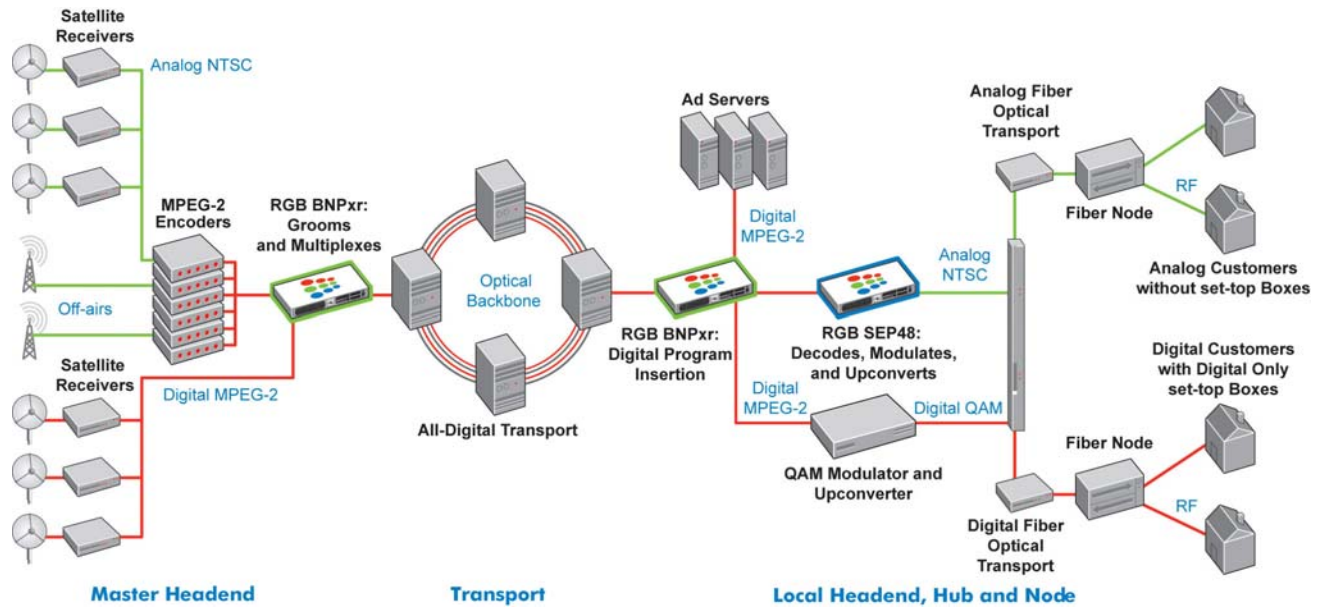 Satellite
Receivers
Analog NTSC
MPEG-2
Encoders
Off-airs
Satellite
Receivers
Digital MPEG-2
RGB BNPxr:
Grooms
and Multiplexes
Optical
Backbone
All-Digital Transport
Ad Servers
Digital
MPEG-2
RGB BNPxr:
Digital Program
Insertion
RGB SEP48:
Decodes, Modulates,
and Upconverts
Analog
NTSC
Digital
MPEG-2
Digital QAM
QAM Modulator and
Upconverter
Analog Fiber
Optical
Transport
Fiber Node
RF
Analog Customers
without set-top Boxes
Digital Customers
with Digital Only
set-top Boxes
Fiber Node
RF
Digital Fiber
Optical
Transport
Master Headend
Transport
Local Headend, Hub and Node